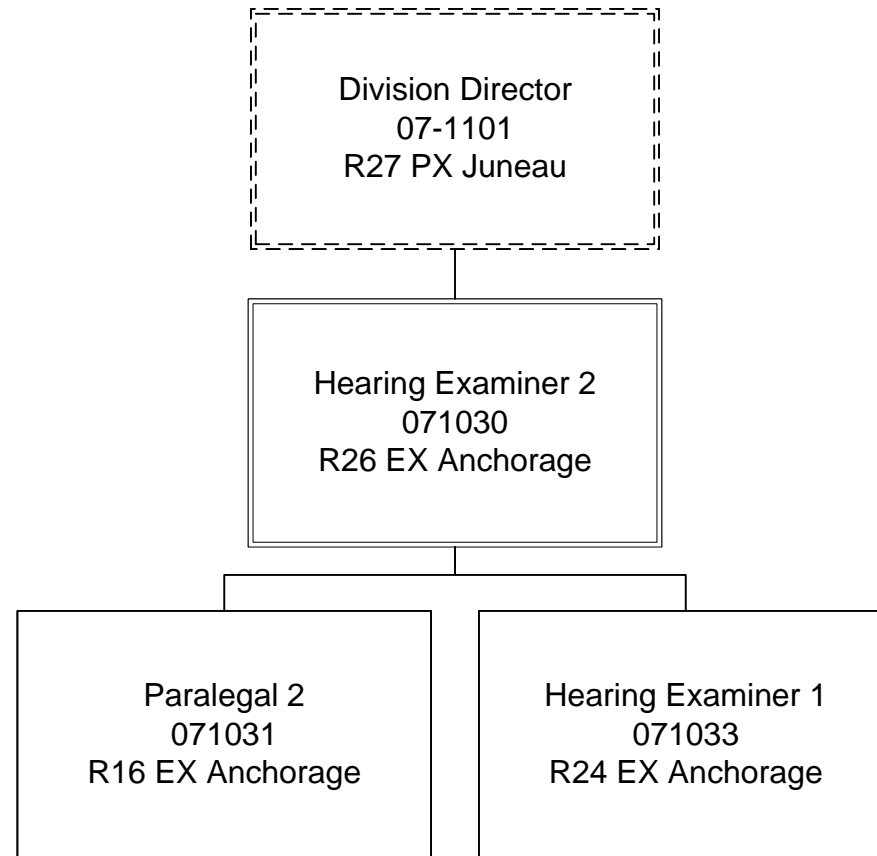 Division Director
07-1101
R27 PX Juneau
Hearing Examiner 2
071030
R26 EX Anchorage
Paralegal 2
071031
R16 EX Anchorage
Hearing Examiner 1
071033
R24 EX Anchorage